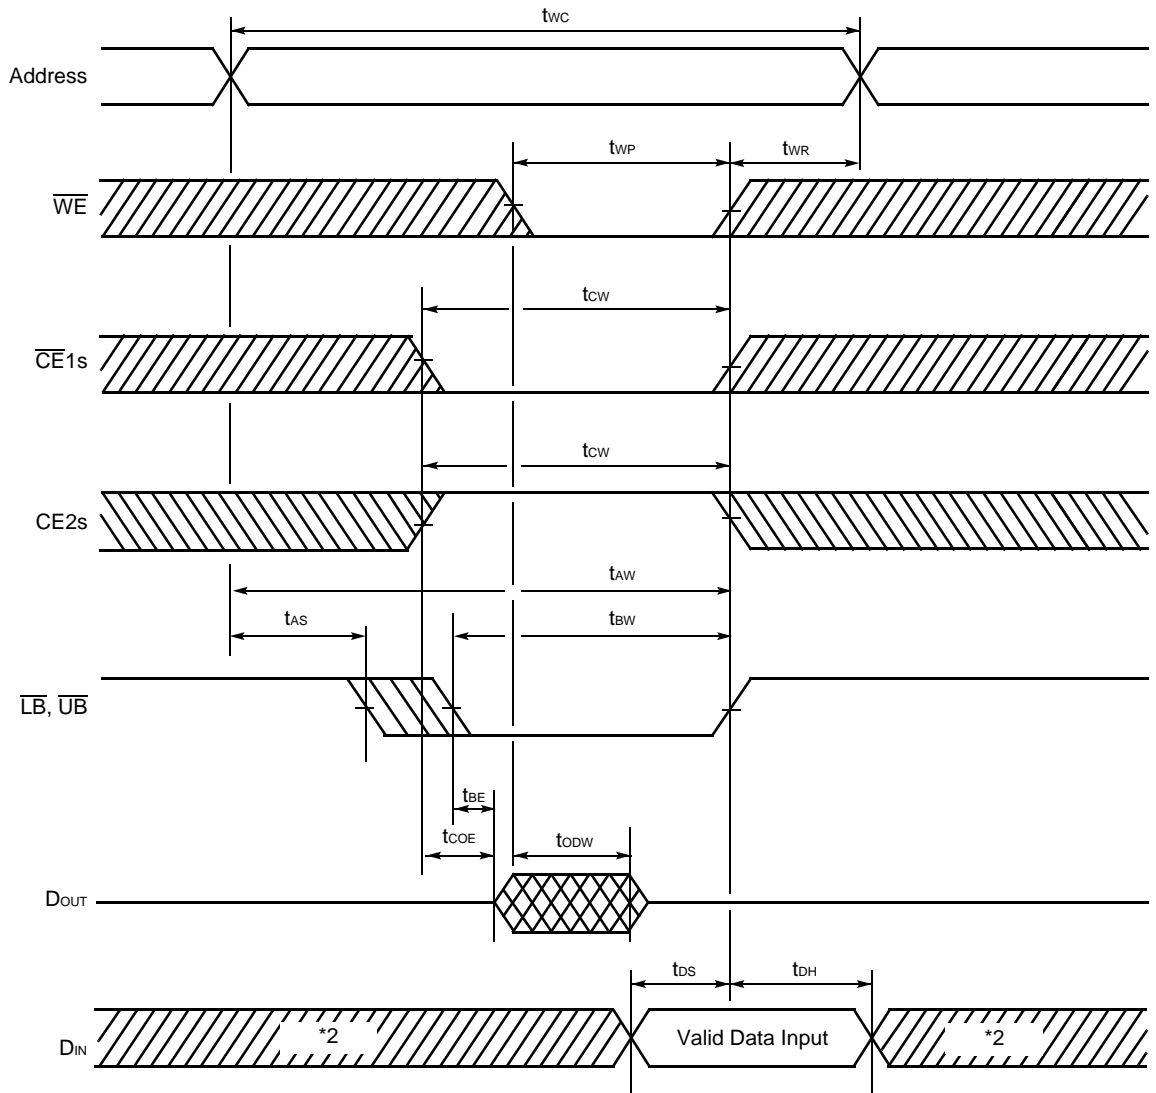 tWC
Address
tWP
tWR
WE
tCW
CE1s
tCW
CE2s
tAW
tAS
tBW
LB, UB
tBE
tCOE
tODW
DOUT
tDS
tDH
*2
Valid Data Input
*2
DIN